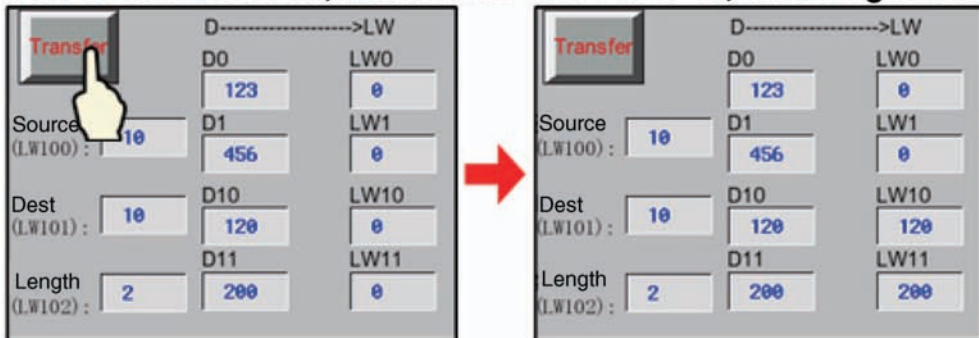 D------------------->LW
Transfer
D0 LW0
123 0
Source D1 LW1
(LW100): 10 456 0
Dest D10 LW10
(LW101): 10 120 0
Length D11 LW11
(LW102): 2 200 0
D------------------->LW
Transfer
D0 LW0
123 0
Source D1 LW1
(LW100): 10 456 0
Dest D10 LW10
(LW101): 10 120 120
Length D11 LW11
(LW102): 2 200 200